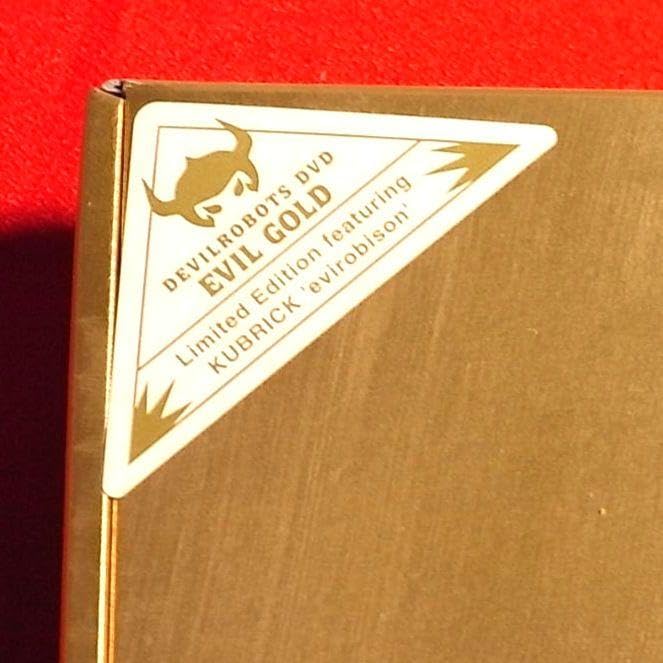 DEVILROBOTS DVD
EVIL GOLD
Limited Edition featuring
KUBRICK 'evirobison'